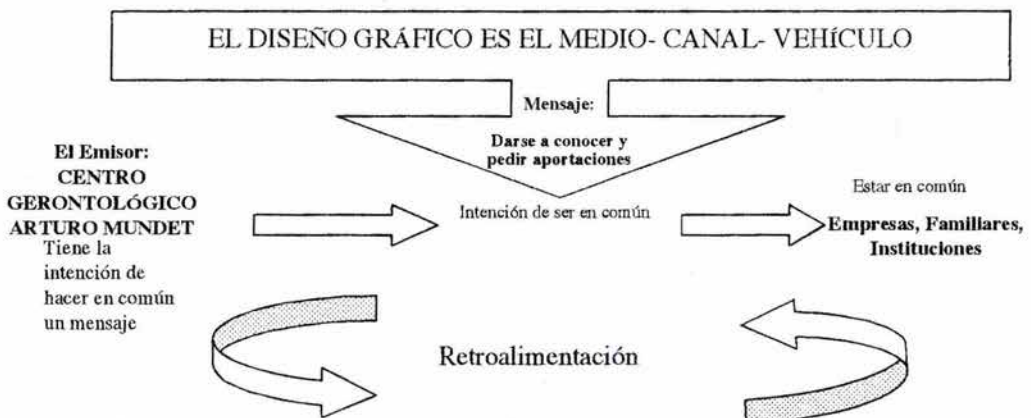 EL DISEÑO GRÁFICO ES EL MEDIO- CANAL- VEHÍCULO
Mensaje:
Darse a conocer y
pedir aportaciones
El Emisor:
CENTRO
GERONTOLÓGICO
ARTURO MUNDET
Tiene la
intención de
hacer en común
un mensaje
Intención de ser en común
Estar en común
Empresas, Familiares,
Instituciones
Retroalimentación